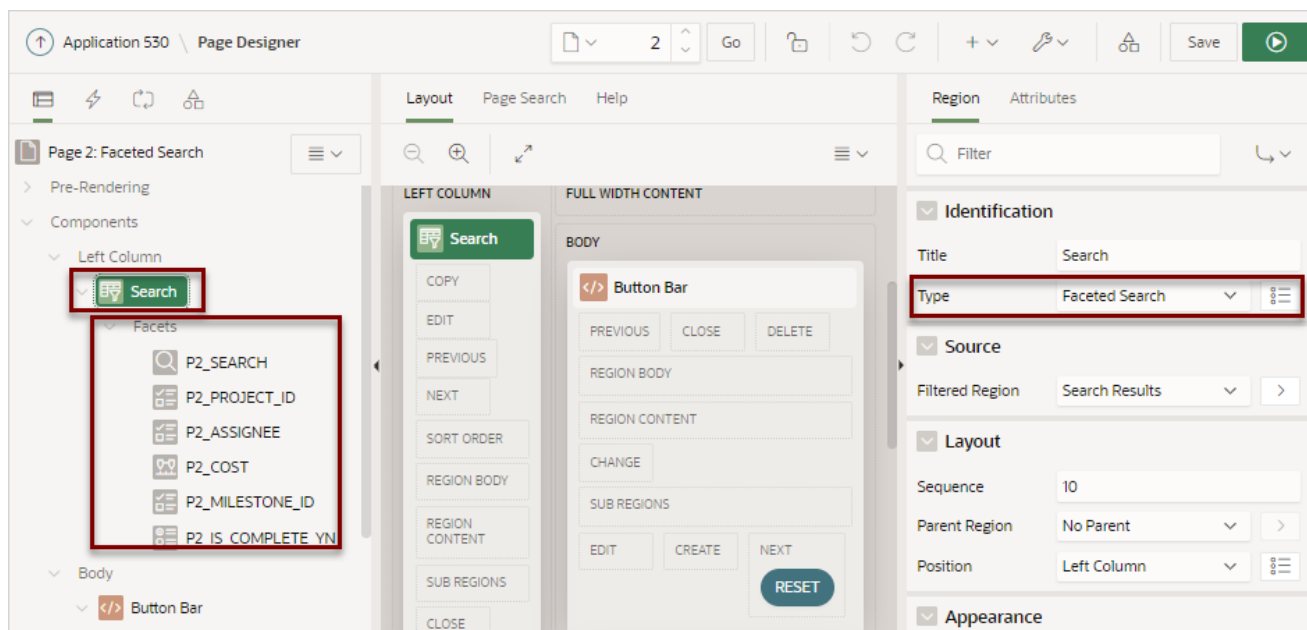 Application 530 \ Page Designer
2
Go
Save
Page 2: Faceted Search
Pre-Rendering
Components
Left Column
Search
Facets
P2_SEARCH
P2_PROJECT_ID
P2_ASSIGNEE
P2_COST
P2_MILESTONE_ID
P2_IS_COMPLETE_YN
Body
</> Button Bar
Layout Page Search Help
LEFT COLUMN
Search
COPY
EDIT
PREVIOUS
NEXT
SORT ORDER
REGION BODY
REGION
CONTENT
SUB REGIONS
CLOSE
FULL WIDTH CONTENT
BODY
</> Button Bar
PREVIOUS CLOSE DELETE
REGION BODY
REGION CONTENT
CHANGE
SUB REGIONS
EDIT CREATE NEXT
RESET
Region Attributes
Filter
Identification
Title Search
Type Faceted Search
Source
Filtered Region Search Results
Layout
Sequence 10
Parent Region No Parent
Position Left Column
Appearance